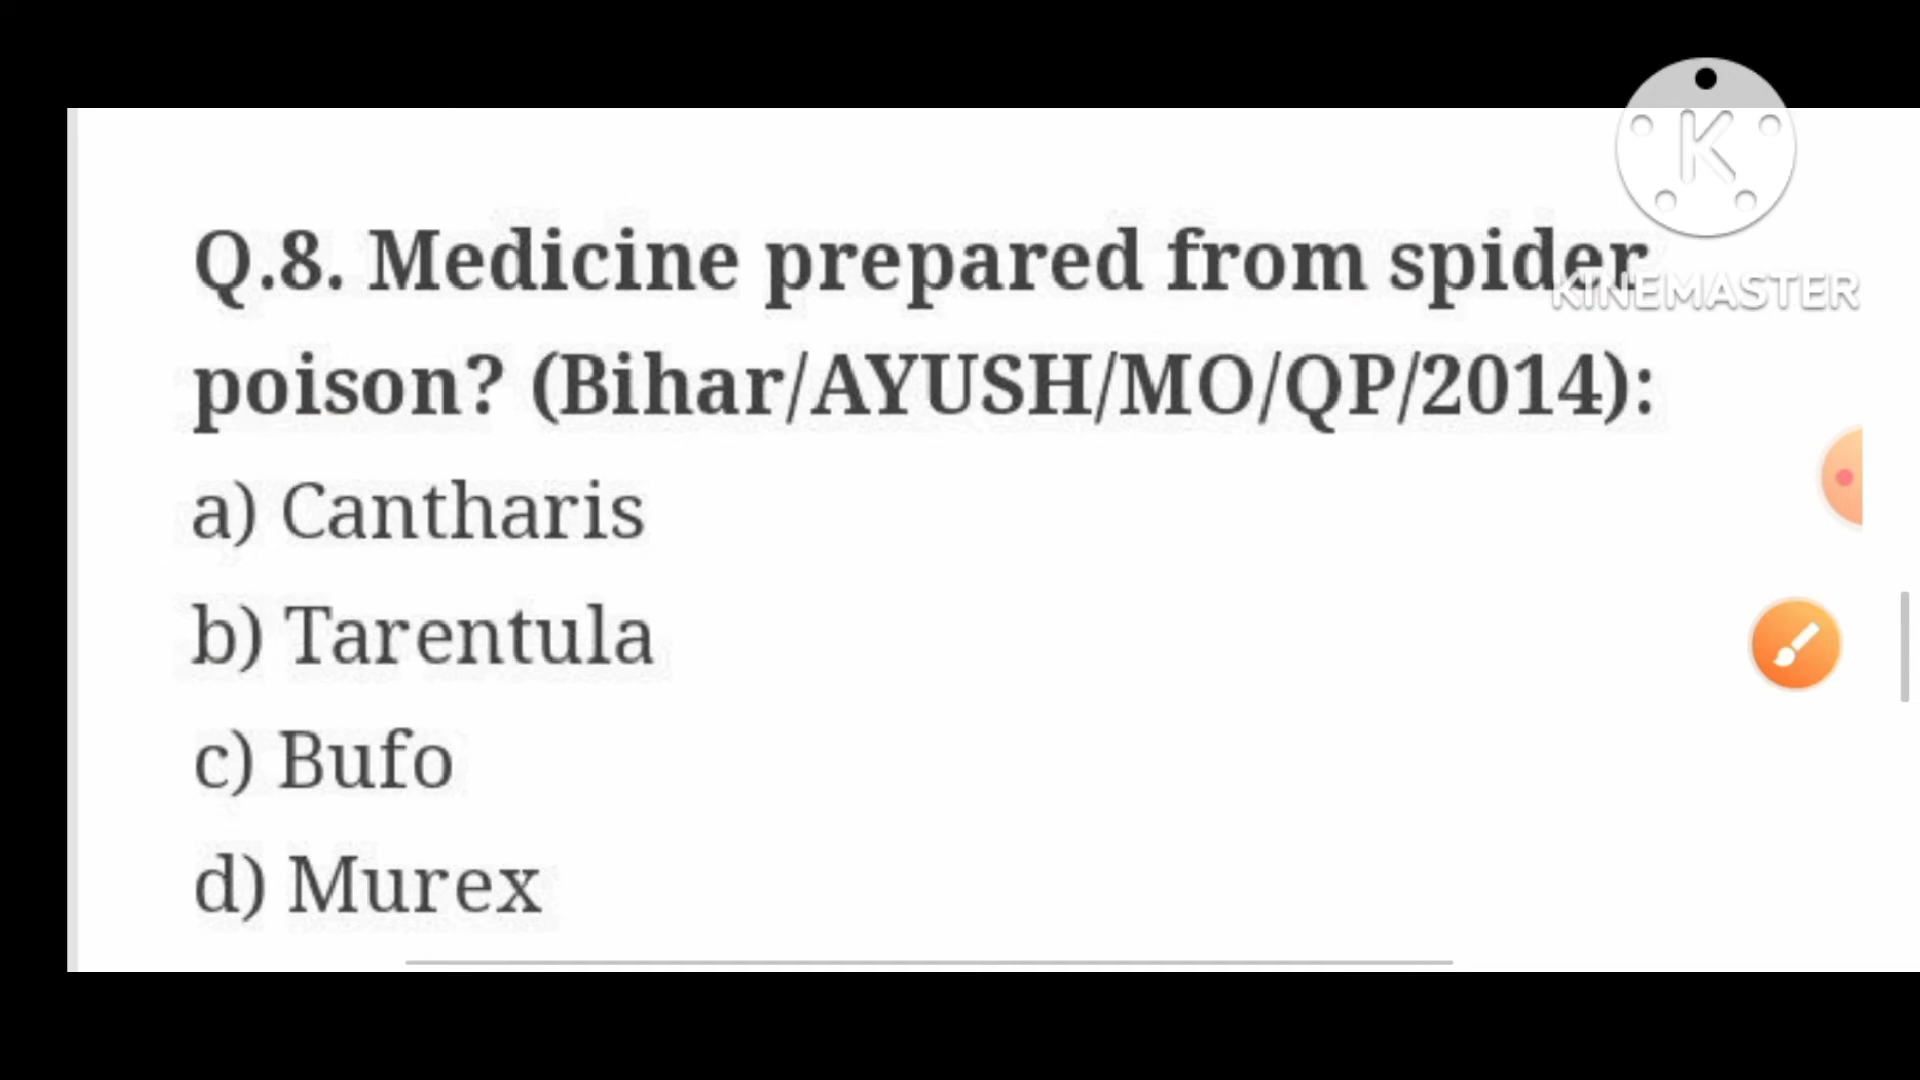 K
KINEMASTER
Q.8. Medicine prepared from spider
poison? (Bihar/AYUSH/MO/QP/2014):
a) Cantharis
b) Tarentula
c) Bufo
d) Murex